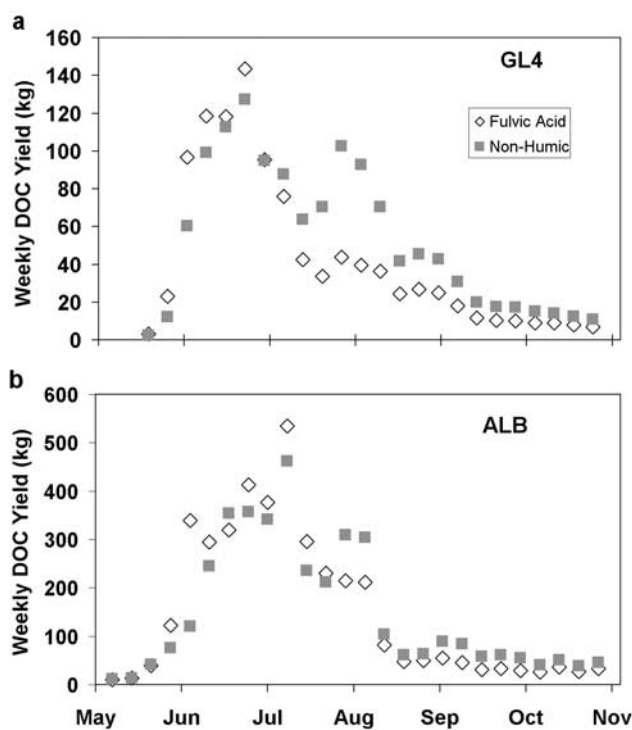 a
GL4
Fulvic Acid
Non-Humic
Weekly DOC Yield (kg)
160
140
120
100
80
60
40
20
0
b
ALB
Weekly DOC Yield (kg)
600
500
400
300
200
100
0
May Jun Jul Aug Sep Oct Nov